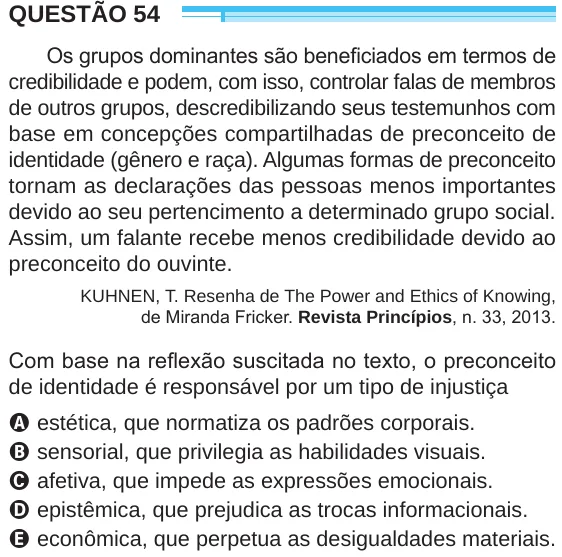 QUESTÃO 54
Os grupos dominantes são beneficiados em termos de
credibilidade e podem, com isso, controlar falas de membros
de outros grupos, descredibilizando seus testemunhos com
base em concepções compartilhadas de preconceito de
identidade (gênero e raça). Algumas formas de preconceito
tornam as declarações das pessoas menos importantes
devido ao seu pertencimento a determinado grupo social.
Assim, um falante recebe menos credibilidade devido ao
preconceito do ouvinte.
KUHNEN, T. Resenha de The Power and Ethics of Knowing,
de Miranda Fricker. Revista Princípios, n. 33, 2013.
Com base na reflexão suscitada no texto, o preconceito
de identidade é responsável por um tipo de injustiça
A estética, que normatiza os padrões corporais.
B sensorial, que privilegia as habilidades visuais.
C afetiva, que impede as expressões emocionais.
D epistêmica, que prejudica as trocas informacionais.
E econômica, que perpetua as desigualdades materiais.